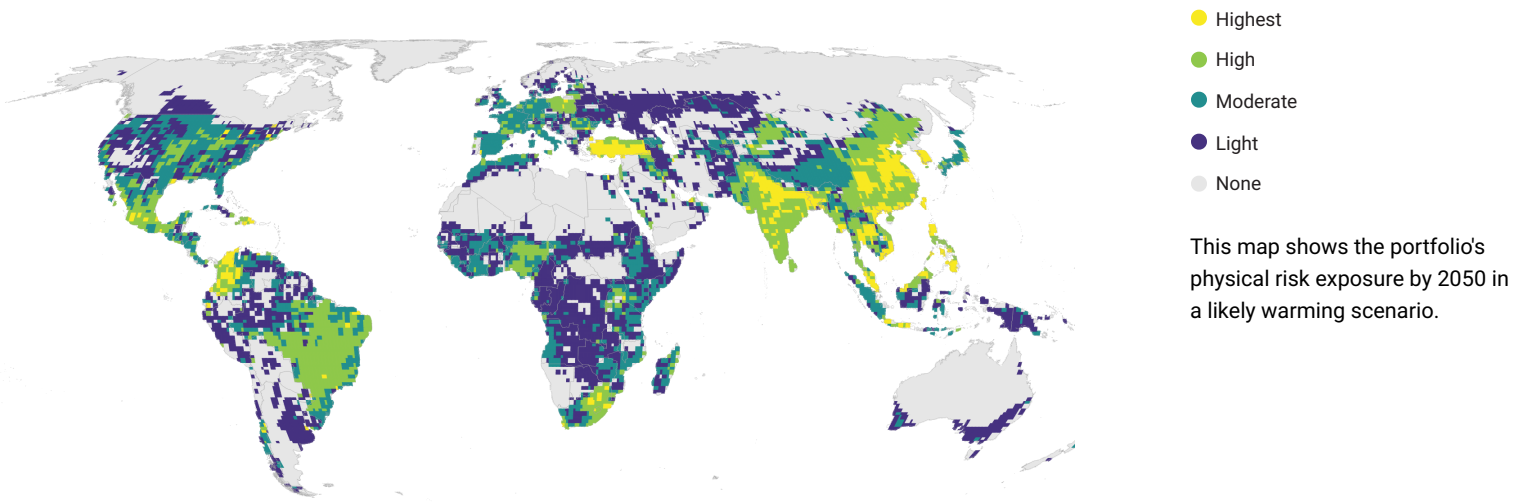 Highest
High
Moderate
Light
None
This map shows the portfolio's
physical risk exposure by 2050 in
a likely warming scenario.